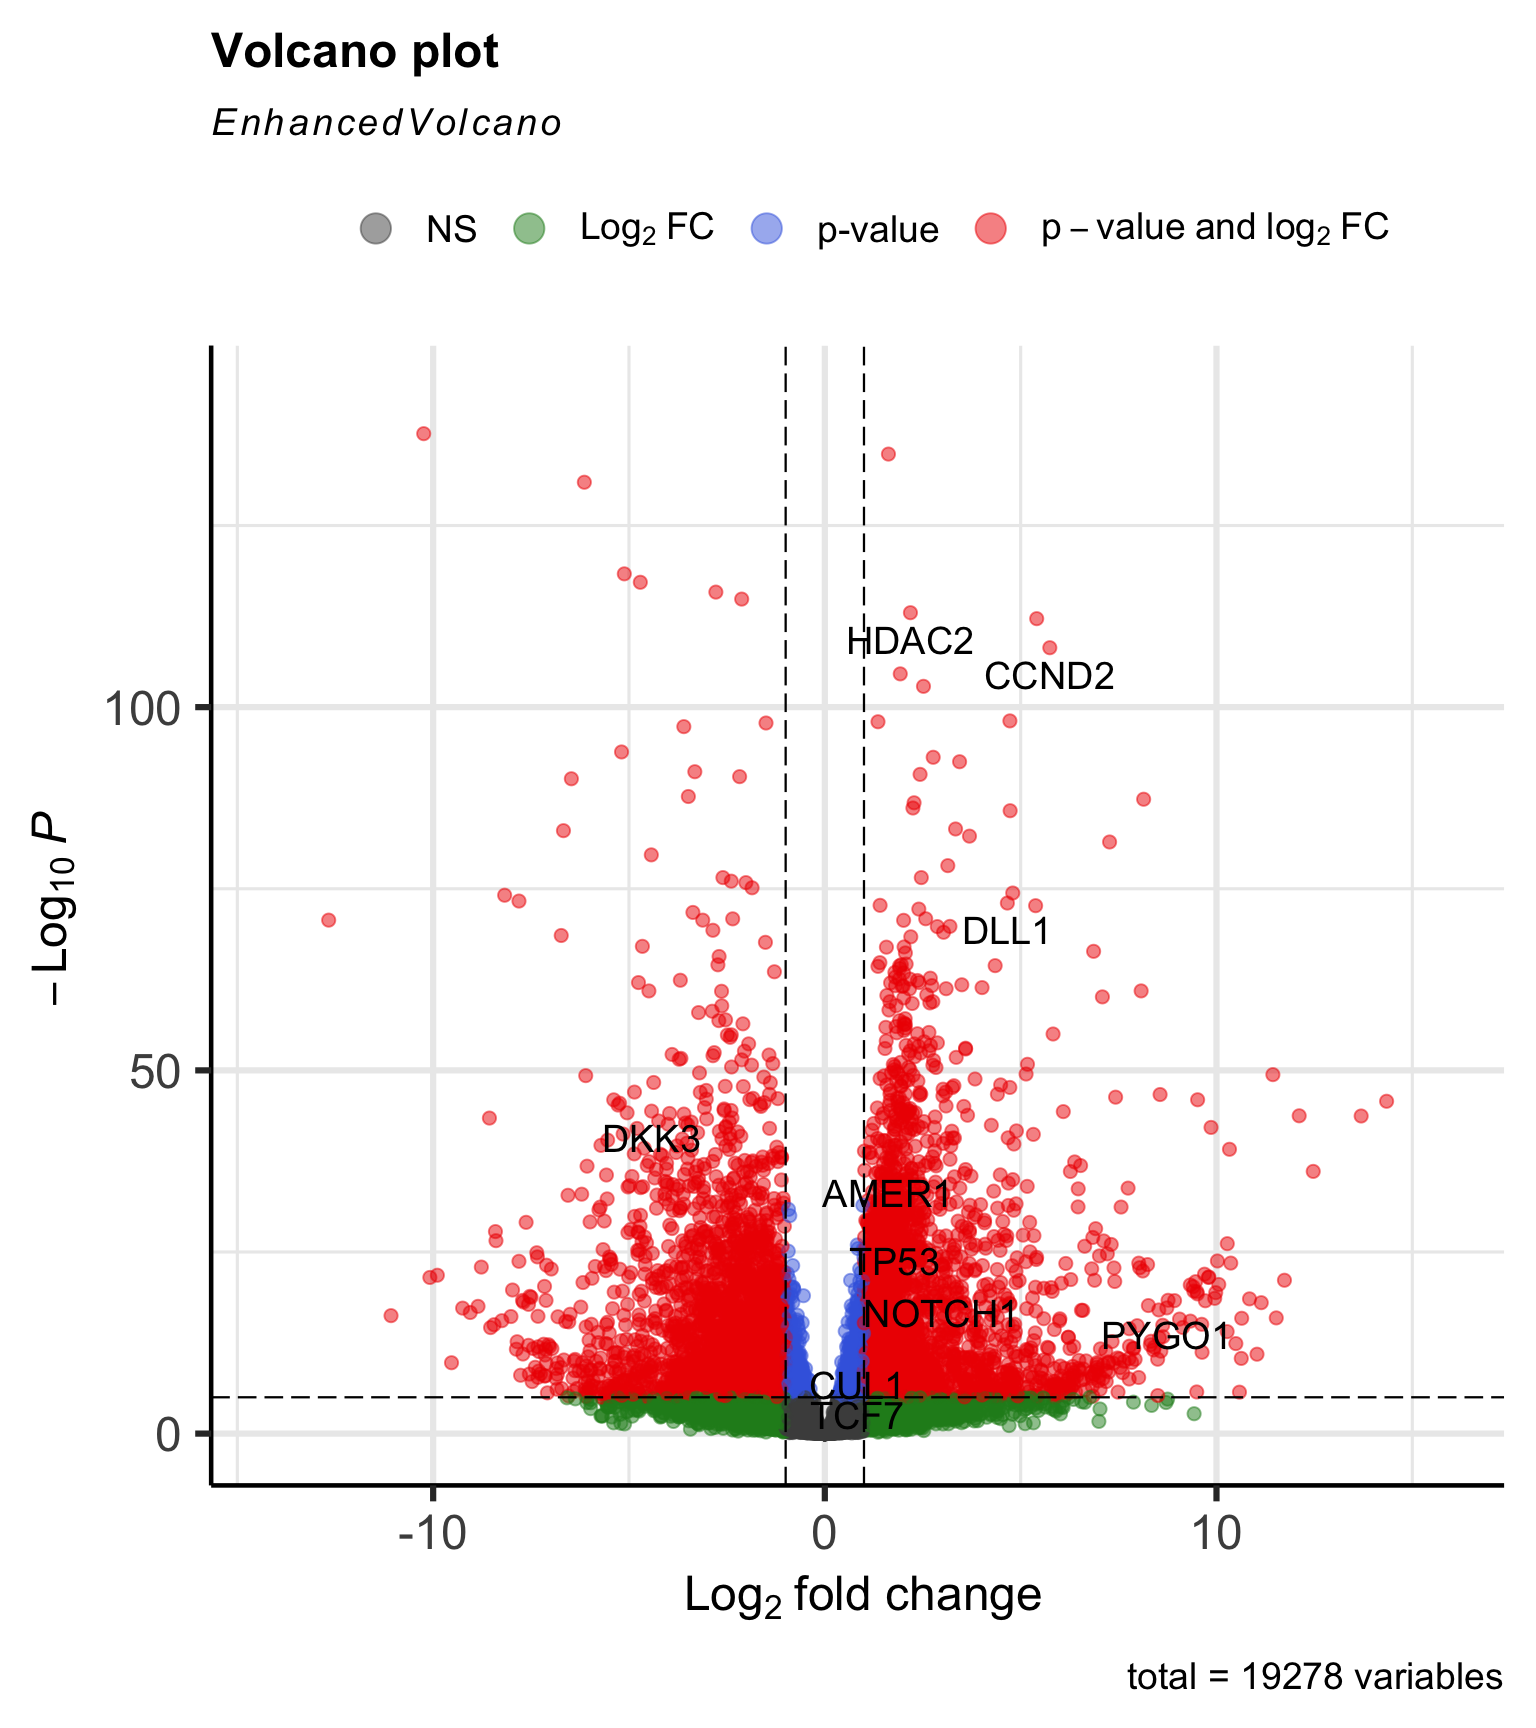 Volcano plot
EnhancedVolcano
NS Log₂ FC p-value p – value and log₂ FC
HDAC2
CCND2
100
DLL1
– Log₁₀ P
50
DKK3
AMER1
TP53
NOTCH1
PYGO1
CUL1
TCF7
0
-10 0 10
Log₂ fold change
total = 19278 variables